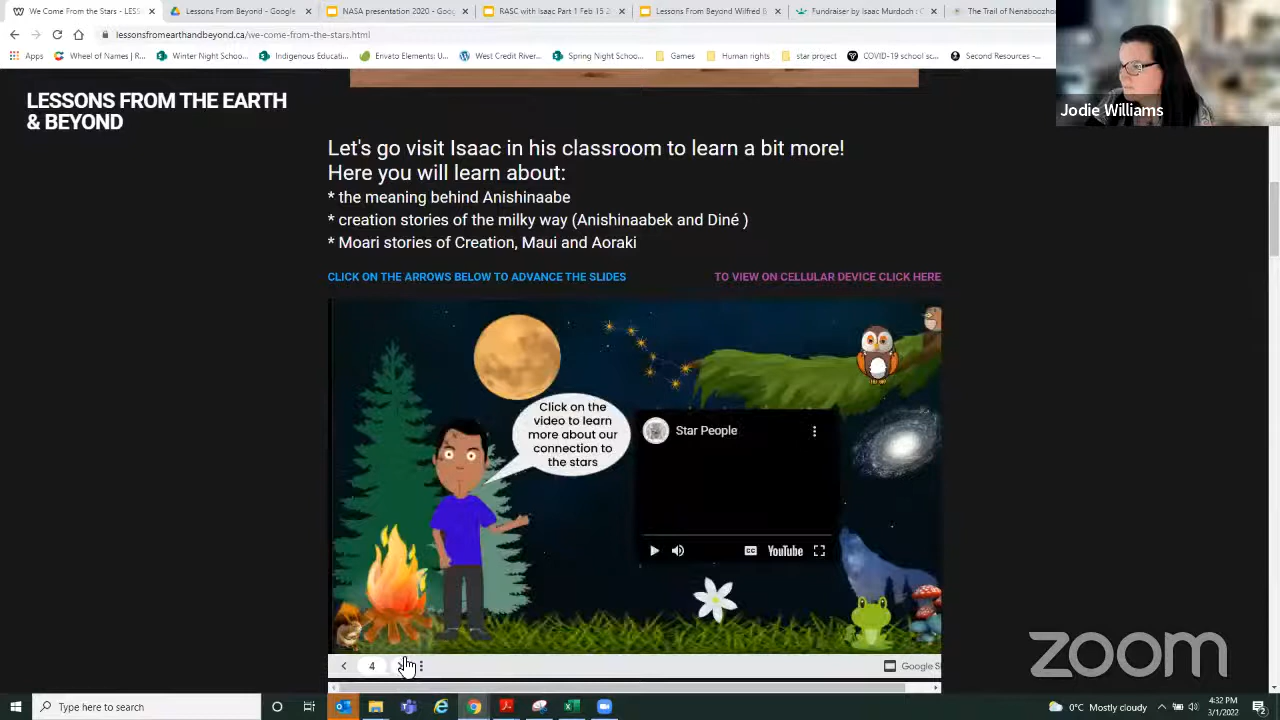 We Come From the Stars - LES
Lessons From Beyond - Google
NASA presentation 2020 - Goog
RASC with Isaac Part 1 Feb 15 2
Lessons From Beyond Wilfred B
Fundraiser by Isaac Murdoch : C
The Trail of Nenaboozho
lessonsfromearthandbeyond.ca/we-come-from-the-stars.html
Apps
Wheel of Names | R...
Winter Night Schoo...
Indigenous Educati...
Envato Elements: U...
West Credit River...
Spring Night Schoo...
Games
Human rights
star project
COVID-19 school sc...
Second Resources –...
Jodie Williams
LESSONS FROM THE EARTH
& BEYOND
Let's go visit Isaac in his classroom to learn a bit more!
Here you will learn about:
* the meaning behind Anishinaabe
* creation stories of the milky way (Anishinaabek and Diné )
* Moari stories of Creation, Maui and Aoraki
CLICK ON THE ARROWS BELOW TO ADVANCE THE SLIDES
TO VIEW ON CELLULAR DEVICE CLICK HERE
Click on the
video to learn
more about our
connection to
the stars
Star People
CC
YouTube
4
Google S
zoom
Type here to search
0°C Mostly cloudy
4:32 PM
3/1/2022
2